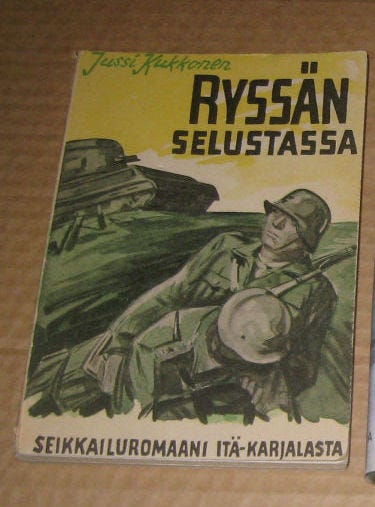 Jussi Kukkonen
RYSSÄN
SELUSTASSA
SEIKKAILUROMAANI ITÄ-KARJALASTA